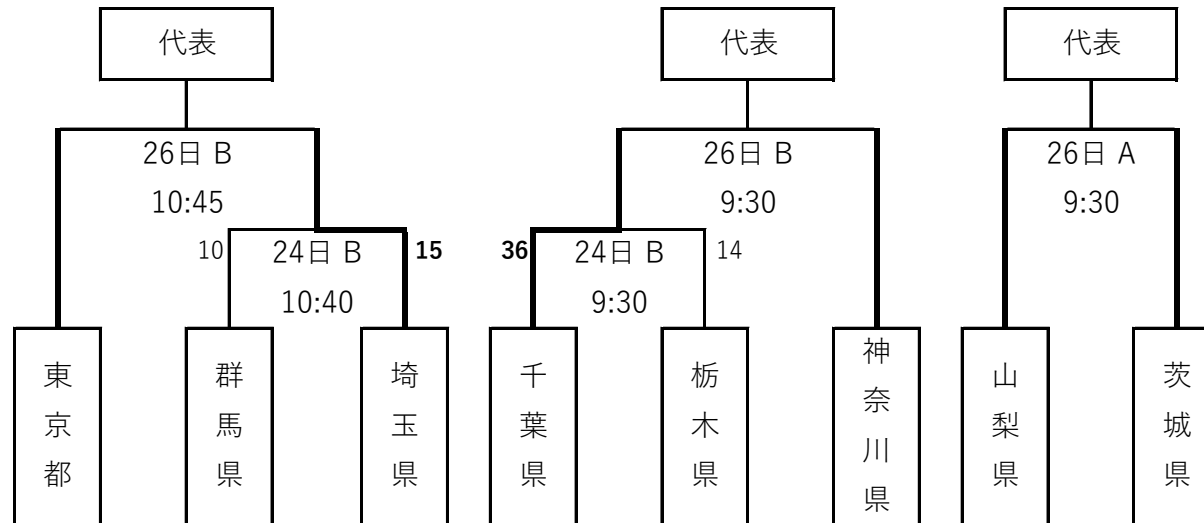 代表
代表
代表
26日 B
10:45
26日 B
9:30
26日 A
9:30
10
24日 B
10:40
15
36
24日 B
9:30
14
東京都
群馬県
埼玉県
千葉県
栃木県
神奈川県
山梨県
茨城県